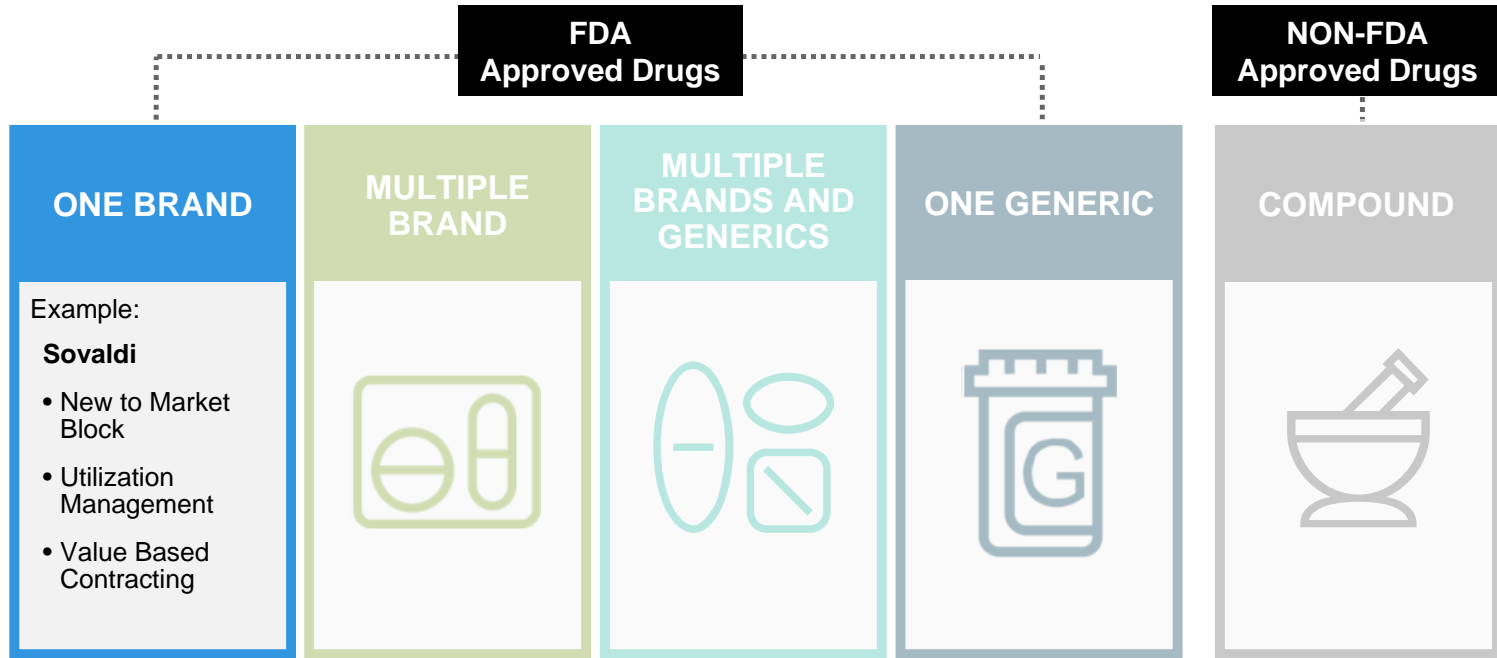 FDA
Approved Drugs
NON-FDA
Approved Drugs
ONE BRAND
MULTIPLE
BRAND
MULTIPLE
BRANDS AND
GENERICS
ONE GENERIC
COMPOUND
Example:
Sovaldi
• New to Market
Block
• Utilization
Management
• Value Based
Contracting
G